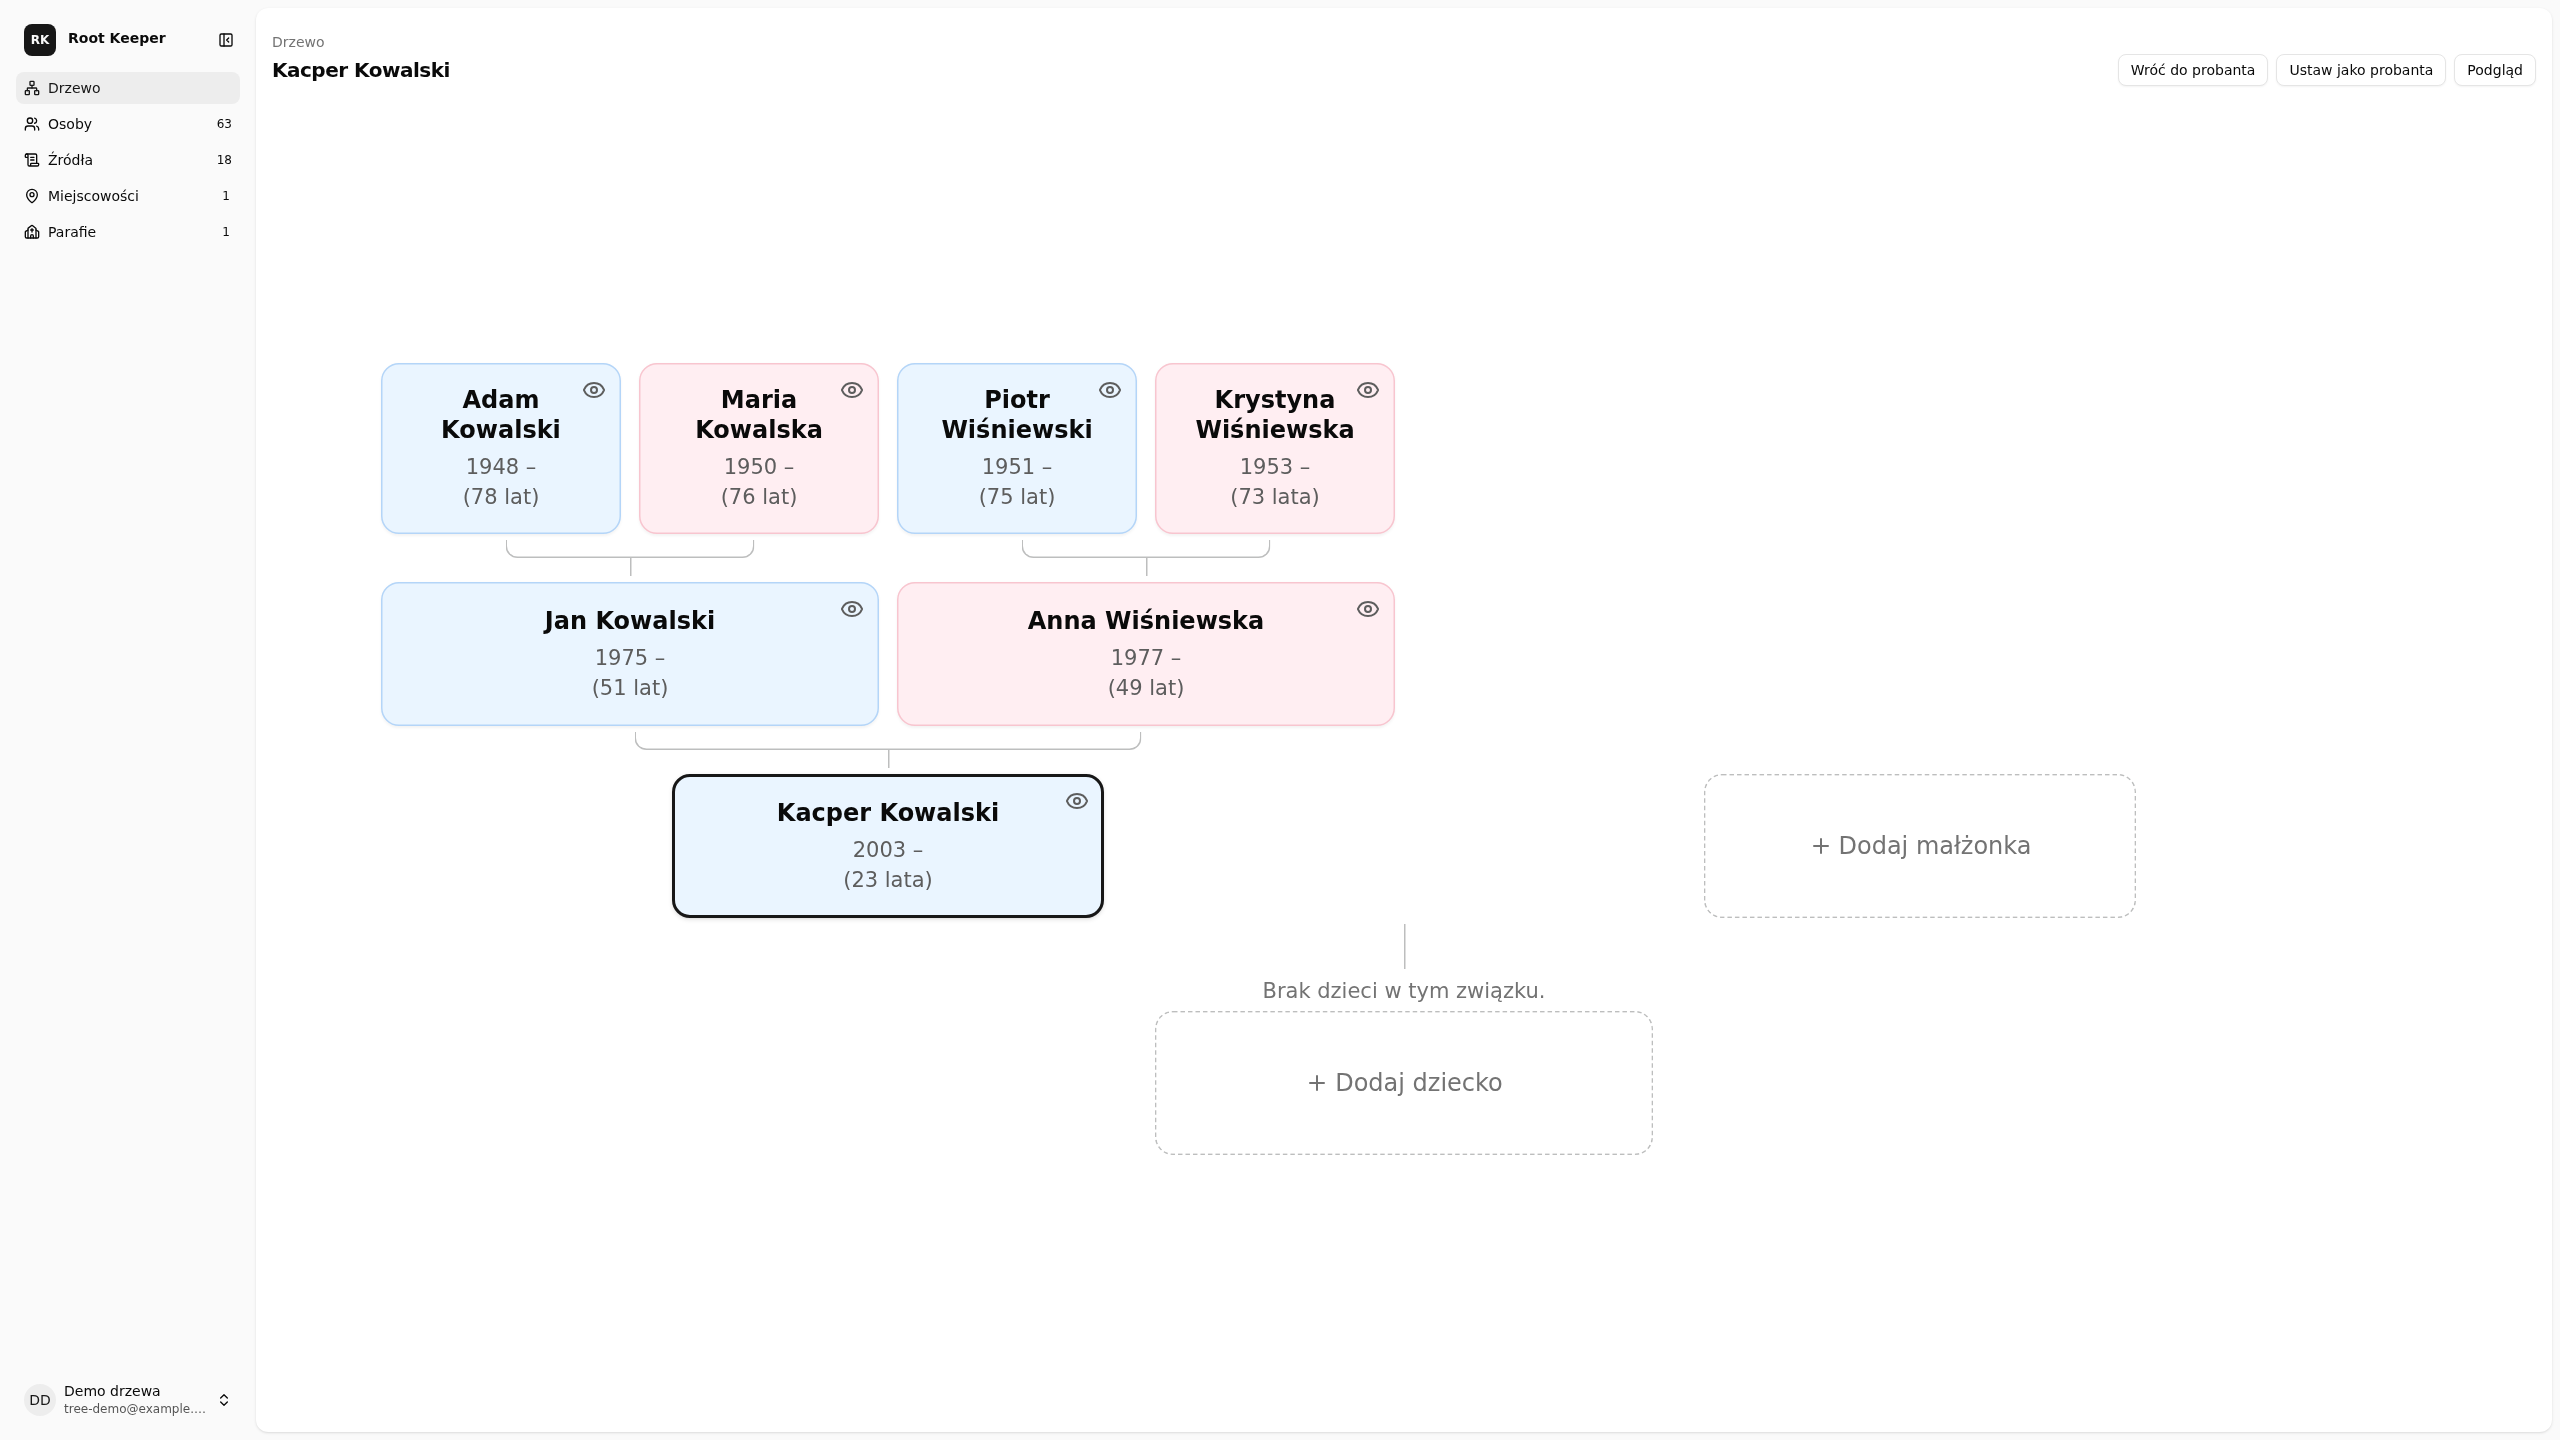 RK
Root Keeper
Drzewo
Osoby 63
Źródła 18
Miejscowości 1
Parafie 1
Drzewo
Kacper Kowalski
Wróć do probanta
Ustaw jako probanta
Podgląd
Adam
Kowalski
1948 –
(78 lat)
Maria
Kowalska
1950 –
(76 lat)
Piotr
Wiśniewski
1951 –
(75 lat)
Krystyna
Wiśniewska
1953 –
(73 lata)
Jan Kowalski
1975 –
(51 lat)
Anna Wiśniewska
1977 –
(49 lat)
Kacper Kowalski
2003 –
(23 lata)
+ Dodaj małżonka
Brak dzieci w tym związku.
+ Dodaj dziecko
DD
Demo drzewa
tree-demo@example....